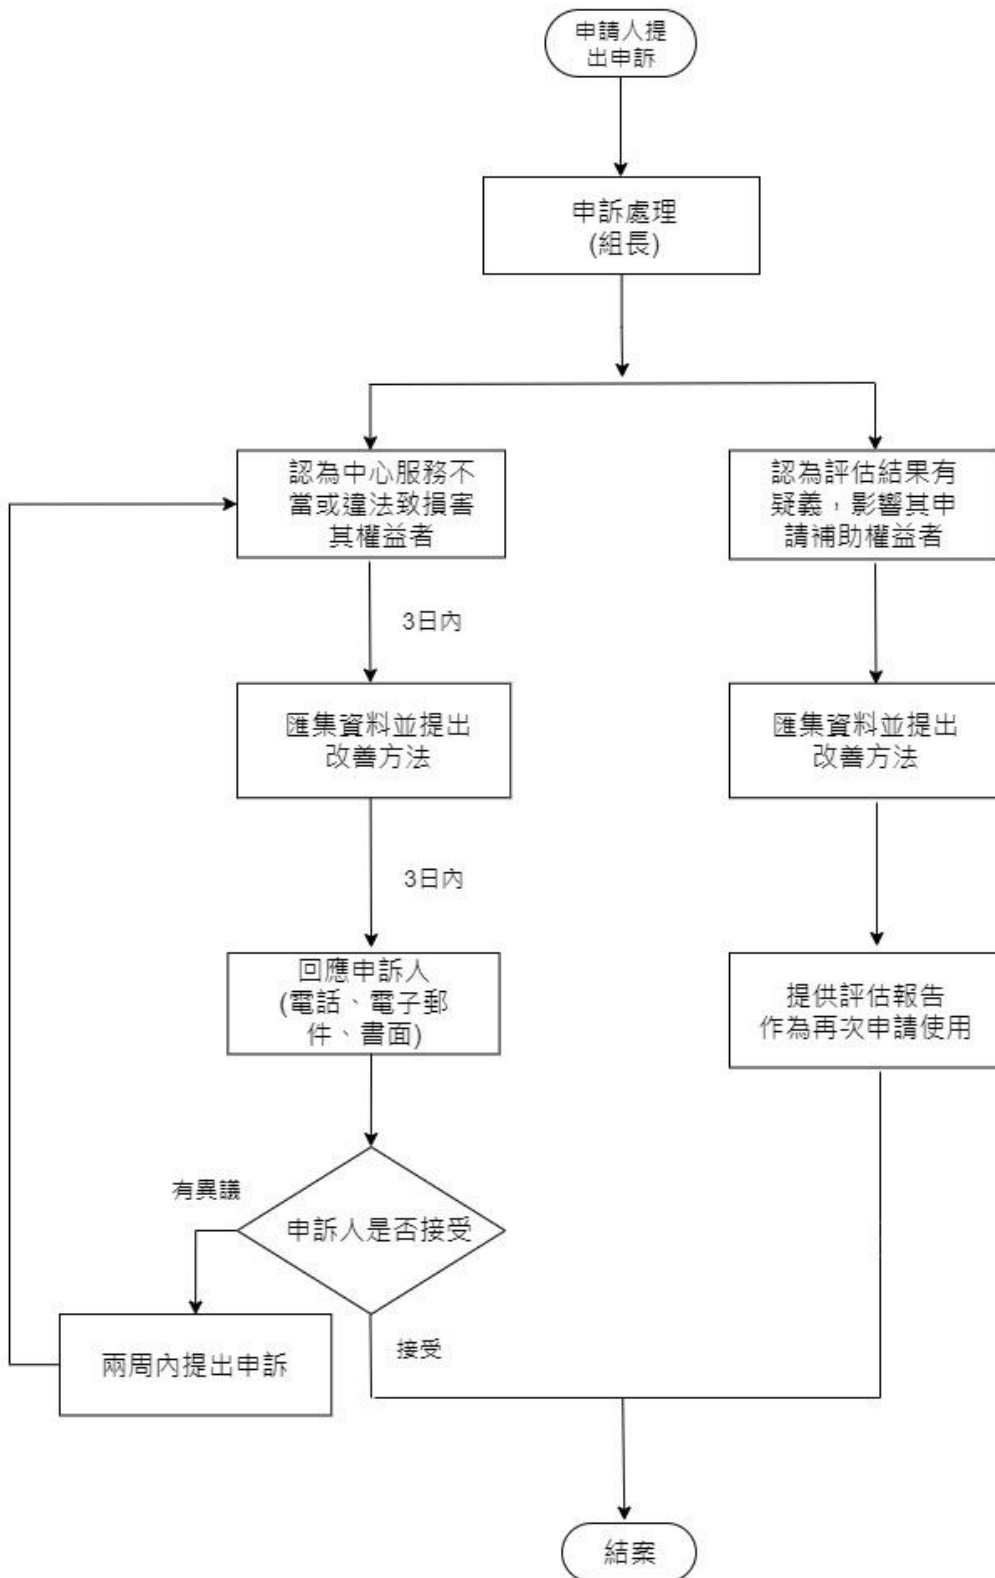 申請人提
出申訴
申訴處理
(組長)
認為中心服務不
當或違法致損害
其權益者
認為評估結果有
疑義，影響其申
請補助權益者
3日內
匯集資料並提出
改善方法
匯集資料並提出
改善方法
3日內
回應申訴人
(電話、電子郵
件、書面)
提供評估報告
作為再次申請使用
有異議
申訴人是否接受
兩周內提出申訴
接受
結案